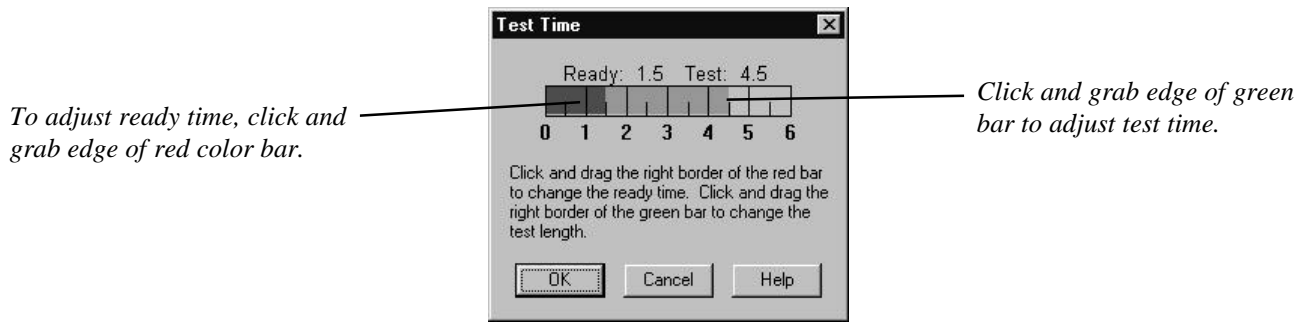 Test Time
Ready: 1.5 Test: 4.5
0 1 2 3 4 5 6
Click and drag the right border of the red bar
to change the ready time. Click and drag the
right border of the green bar to change the
test length.
OK Cancel Help
To adjust ready time, click and
grab edge of red color bar.
Click and grab edge of green
bar to adjust test time.